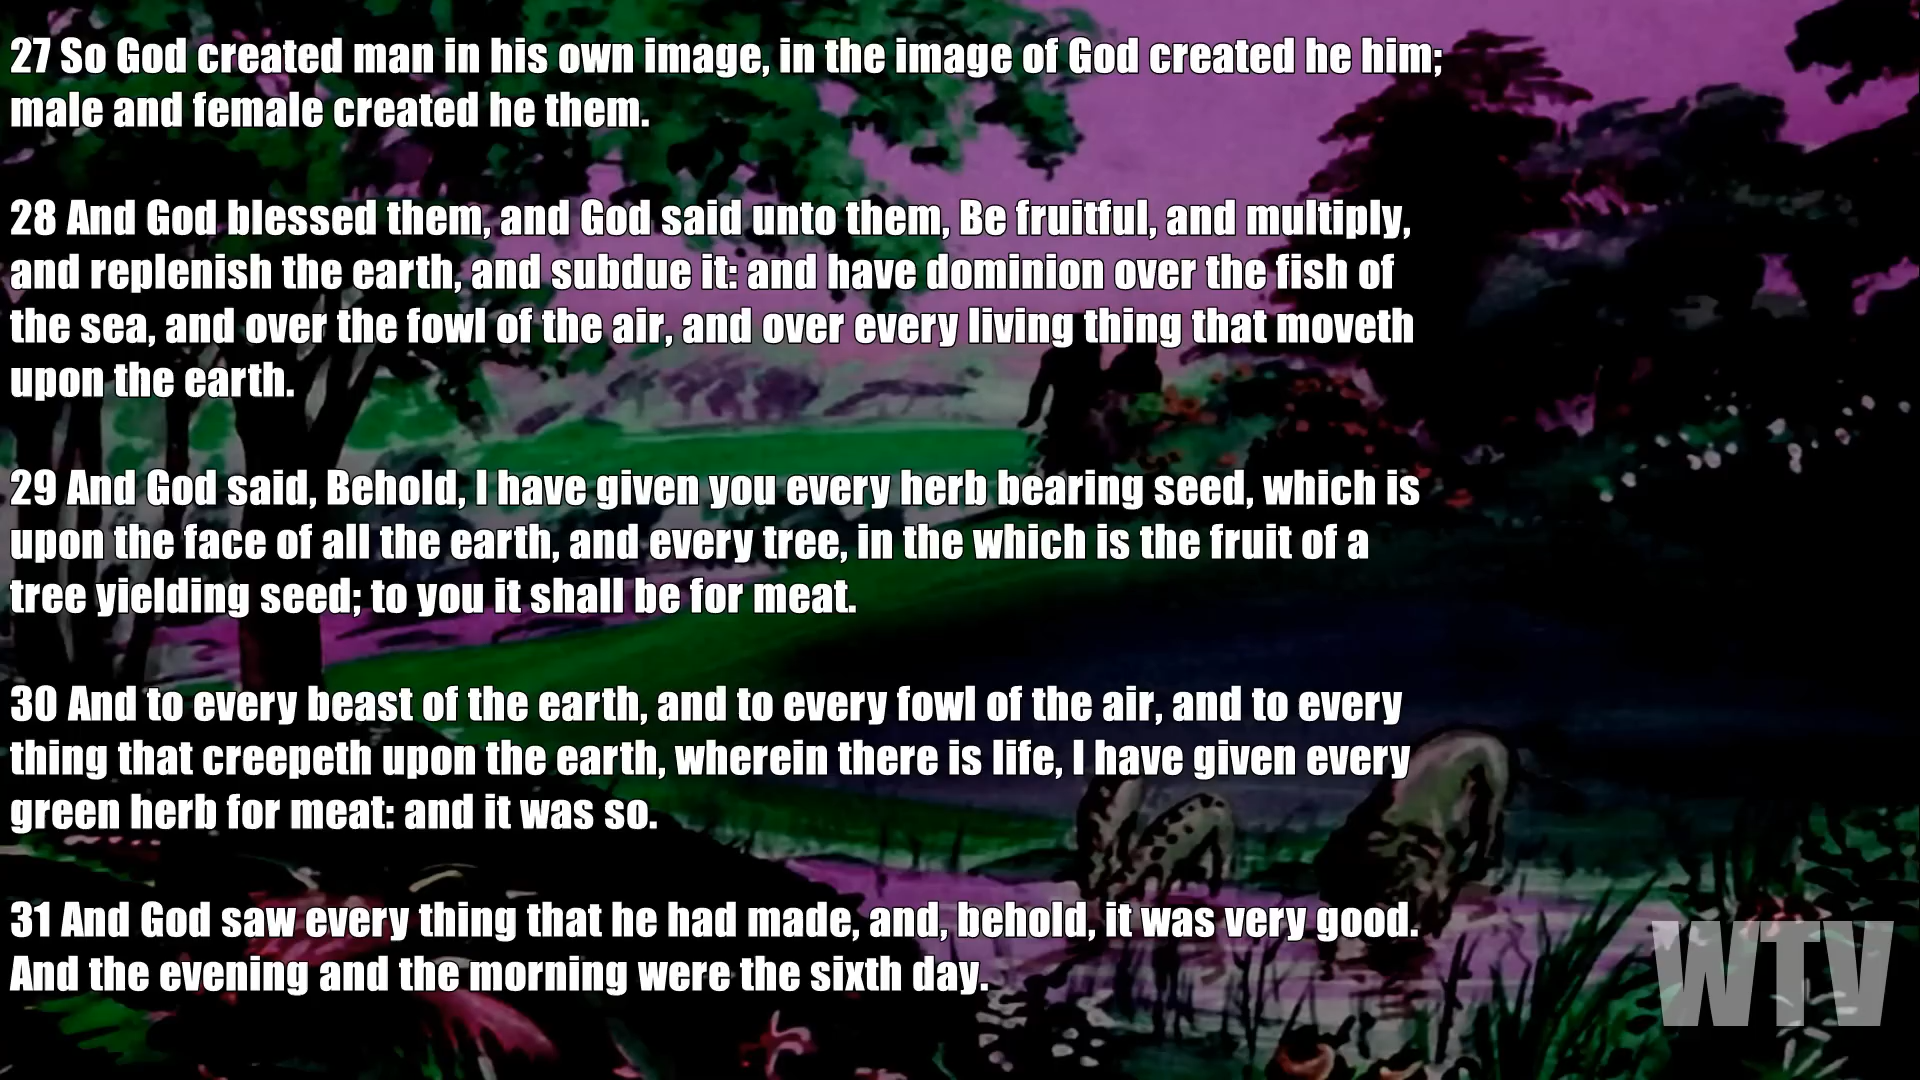 27 So God created man in his own image, in the image of God created he him;
male and female created he them.
28 And God blessed them, and God said unto them, Be fruitful, and multiply,
and replenish the earth, and subdue it: and have dominion over the fish of
the sea, and over the fowl of the air, and over every living thing that moveth
upon the earth.
29 And God said, Behold, I have given you every herb bearing seed, which is
upon the face of all the earth, and every tree, in the which is the fruit of a
tree yielding seed; to you it shall be for meat.
30 And to every beast of the earth, and to every fowl of the air, and to every
thing that creepeth upon the earth, wherein there is life, I have given every
green herb for meat: and it was so.
31 And God saw every thing that he had made, and, behold, it was very good.
And the evening and the morning were the sixth day.
WTV